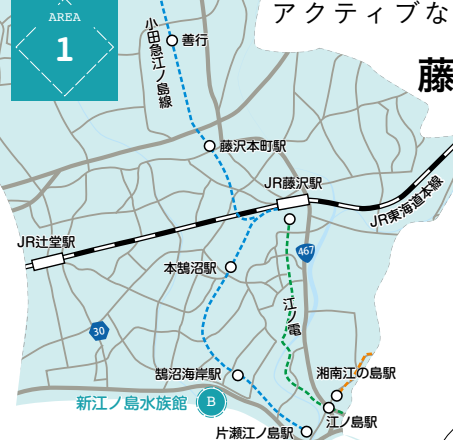 AREA
1
アクティブな
藤
小田急江ノ島線
善行
藤沢本町駅
JR藤沢駅
JR東海道本線
JR辻堂駅
本鵠沼駅
467
江ノ電
30
鵠沼海岸駅
湘南江の島駅
新江ノ島水族館
B
江ノ島駅
片瀬江ノ島駅